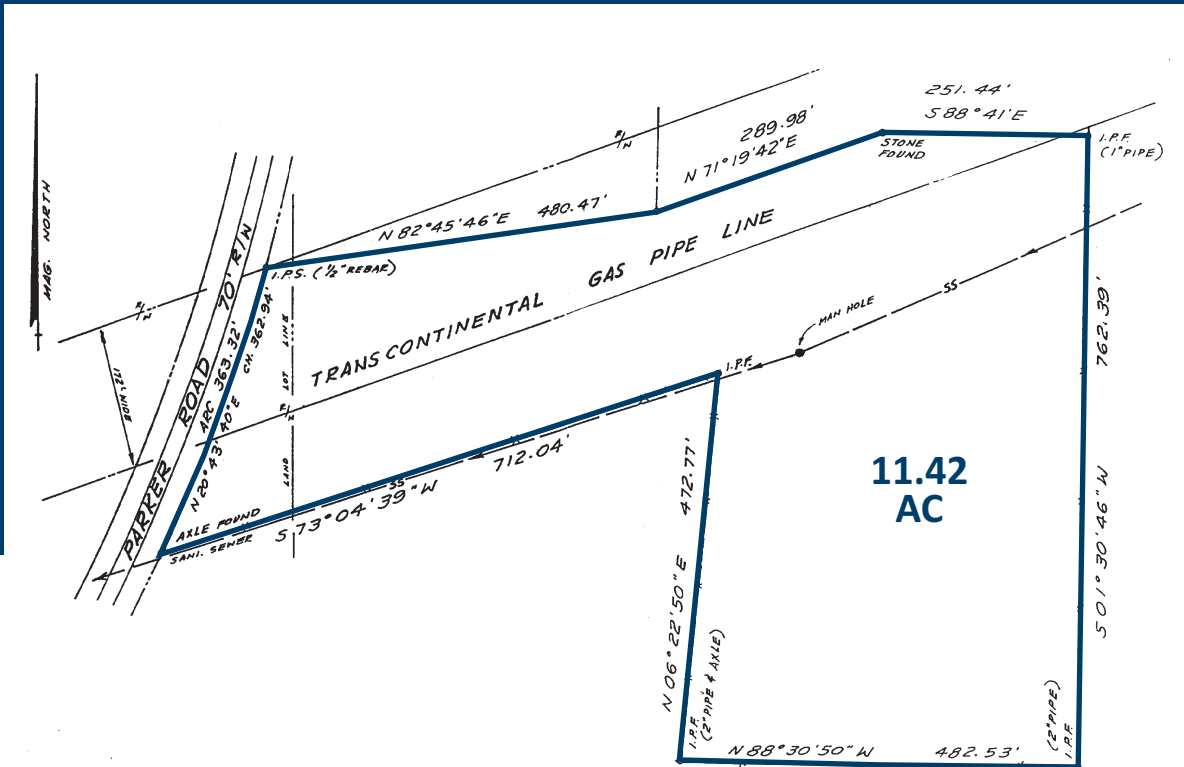 251.44'
S 88°41'E
289.98'
N 71°19'42"E
STONE
FOUND
I.P.F.
(1"PIPE)
MAG. NORTH
R/W
N 82°45'46"E 480.47'
I.P.S. (1/2" REBAR)
R/W
172' WIDE
PARKER ROAD 70' R/W
ARC 363.32'
CH. 362.94'
N 20°43'40"E
LAND LOT LINE
R/W
TRANSCONTINENTAL GAS PIPE LINE
MAN HOLE
SS
I.P.F.
712.04'
SS
S 73°04'39"W
AXLE FOUND
SANI. SEWER
472.77'
N 06°22'50"E
I.P.F.
(2"PIPE & AXLE)
11.42
AC
762.39'
S 01°30'46"W
(2"PIPE)
I.P.F.
N 88°30'50"W 482.53'